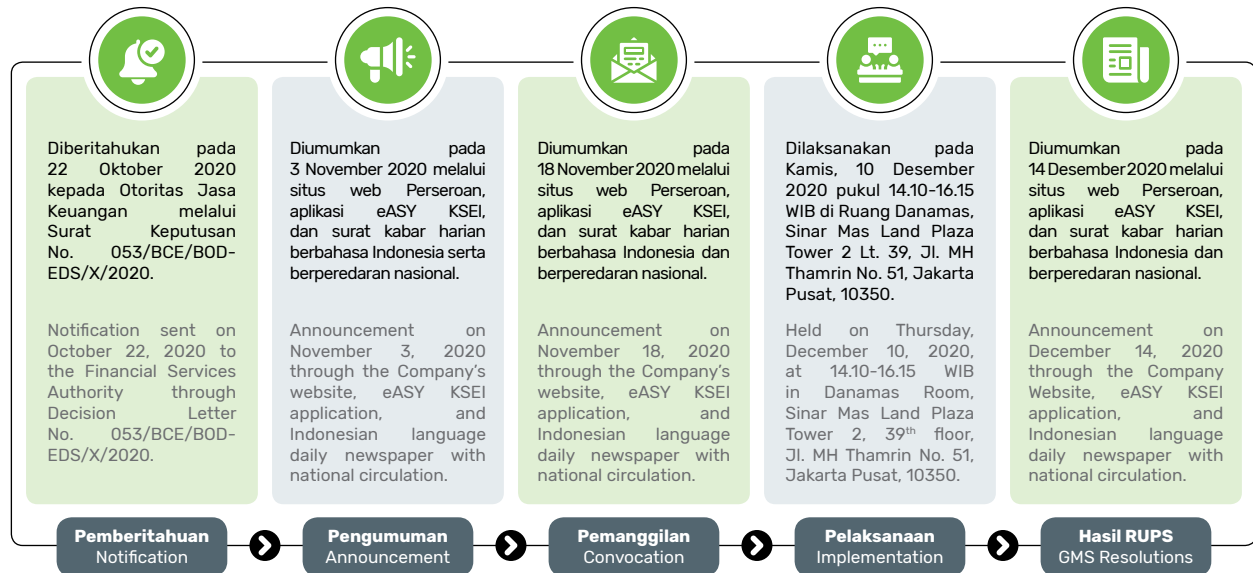 Diberitahukan pada
22 Oktober 2020
kepada Otoritas Jasa
Keuangan melalui
Surat Keputusan
No. 053/BCE/BOD-
EDS/X/2020.
Notification sent on
October 22, 2020 to
the Financial Services
Authority through
Decision Letter
No. 053/BCE/BOD-
EDS/X/2020.
Pemberitahuan
Notification
Diumumkan pada
3 November 2020 melalui
situs web Perseroan,
aplikasi eASY KSEI,
dan surat kabar harian
berbahasa Indonesia serta
berperedaran nasional.
Announcement on
November 3, 2020
through the Company's
website, eASY KSEI
application, and
Indonesian language
daily newspaper with
national circulation.
Pengumuman
Announcement
Diumumkan pada
18 November 2020 melalui
situs web Perseroan,
aplikasi eASY KSEI,
dan surat kabar harian
berbahasa Indonesia dan
berperedaran nasional.
Announcement on
November 18, 2020
through the Company's
website, eASY KSEI
application, and
Indonesian language
daily newspaper with
national circulation.
Pemanggilan
Convocation
Dilaksanakan pada
Kamis, 10 Desember
2020 pukul 14.10-16.15
WIB di Ruang Danamas,
Sinar Mas Land Plaza
Tower 2 Lt. 39, Jl. MH
Thamrin No. 51, Jakarta
Pusat, 10350.
Held on Thursday,
December 10, 2020,
at 14.10-16.15 WIB
in Danamas Room,
Sinar Mas Land Plaza
Tower 2, 39th floor,
Jl. MH Thamrin No. 51,
Jakarta Pusat, 10350.
Pelaksanaan
Implementation
Diumumkan pada
14 Desember 2020 melalui
situs web Perseroan,
aplikasi eASY KSEI,
dan surat kabar harian
berbahasa Indonesia dan
berperedaran nasional.
Announcement on
December 14, 2020
through the Company
Website, eASY KSEI
application, and
Indonesian language
daily newspaper with
national circulation.
Hasil RUPS
GMS Resolutions